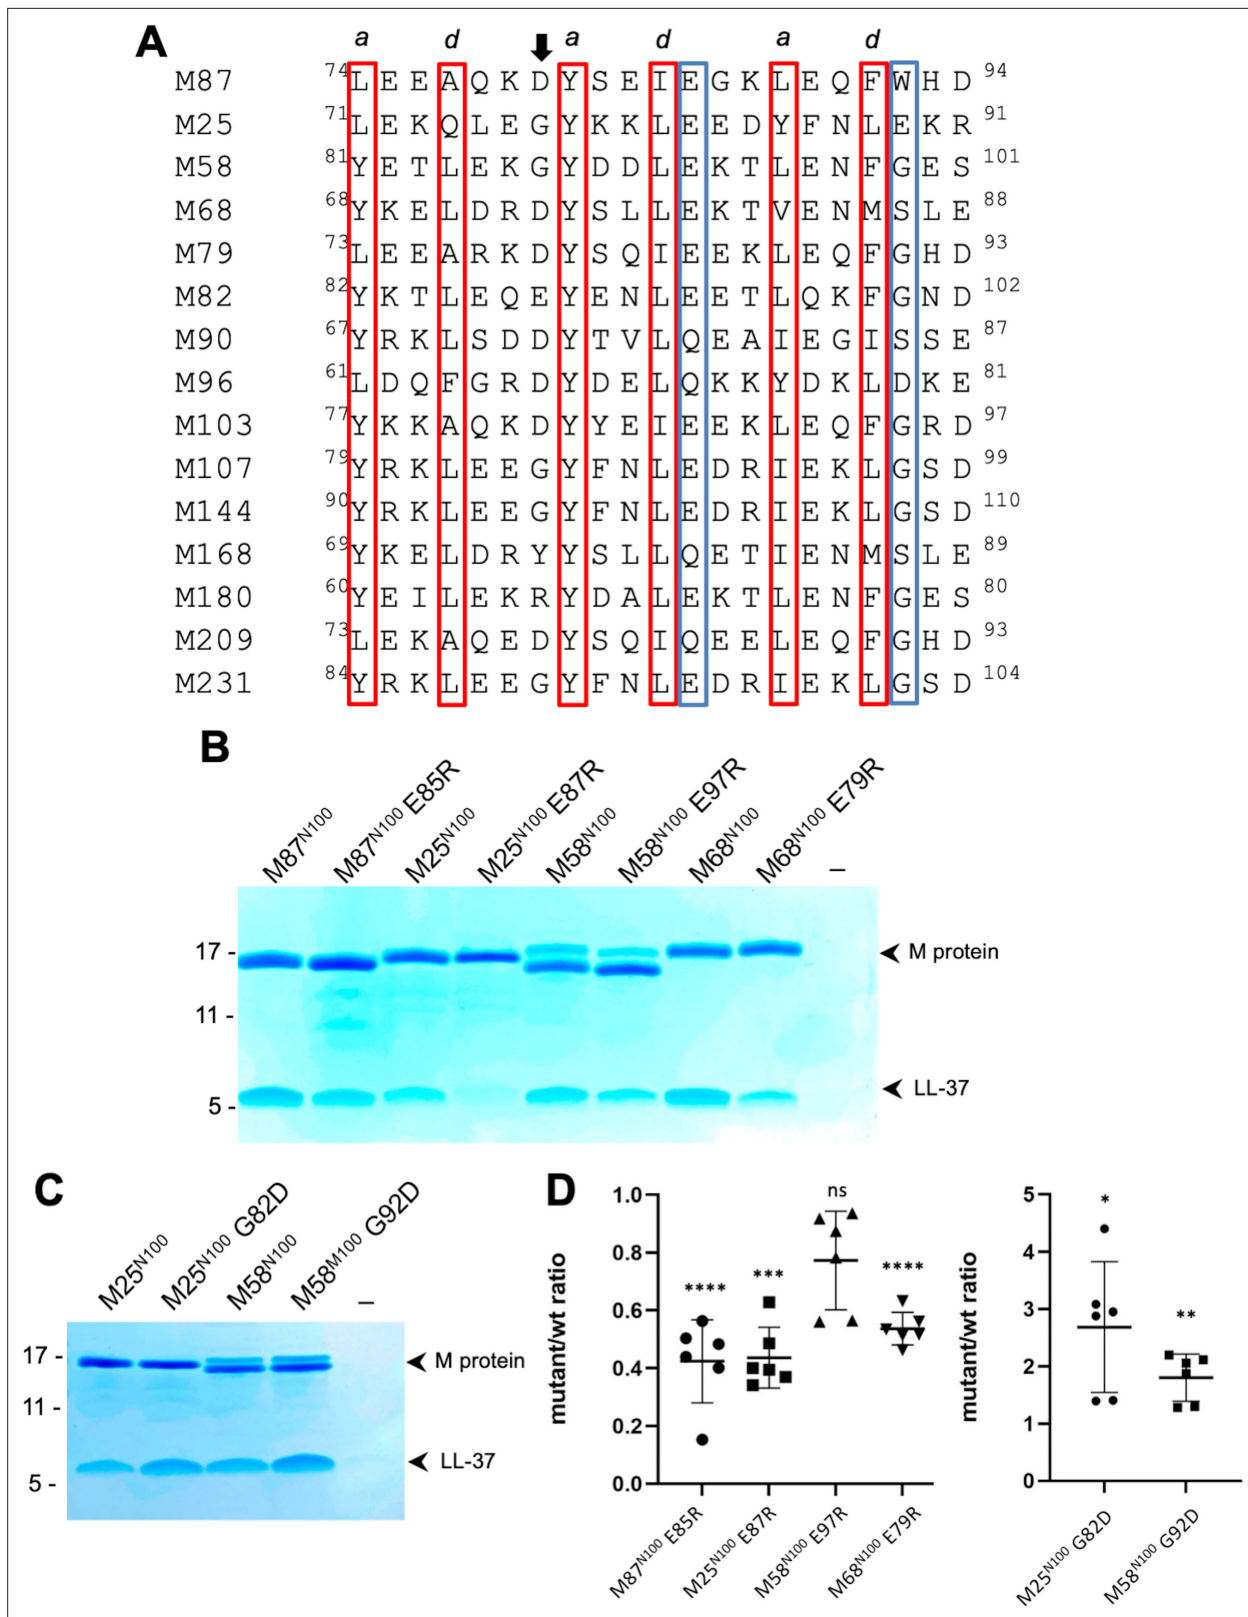 A
a d a d a d
M87 74 L E E A Q K D Y S E I E G K L E Q F W H D 94
M25 71 L E K Q L E G Y K K L E E D Y F N L E K R 91
M58 81 Y E T L E K G Y D D L E K T L E N F G E S 101
M68 68 Y K E L D R D Y S L L E K T V E N M S L E 88
M79 73 L E E A R K D Y S Q I E E K L E Q F G H D 93
M82 82 Y K T L E Q E Y E N L E E T L Q K F G N D 102
M90 67 Y R K L S D D Y T V L Q E A I E G I S S E 87
M96 61 L D Q F G R D Y D E L Q K K Y D K L D K E 81
M103 77 Y K K A Q K D Y Y E I E E K L E Q F G R D 97
M107 79 Y R K L E E G Y F N L E D R I E K L G S D 99
M144 90 Y R K L E E G Y F N L E D R I E K L G S D 110
M168 69 Y K E L D R Y Y S L L Q E T I E N M S L E 89
M180 60 Y E I L E K R Y D A L E K T L E N F G E S 80
M209 73 L E K A Q E D Y S Q I Q E E L E Q F G H D 93
M231 84 Y R K L E E G Y F N L E D R I E K L G S D 104
B
M87N100 M87N100 E85R M25N100 M25N100 E87R M58N100 M58N100 E97R M68N100 M68N100 E79R –
17 -
M protein
11 -
LL-37
5 -
C
M25N100 M25N100 G82D M58N100 M58M100 G92D –
17 -
M protein
11 -
LL-37
5 -
D
mutant/wt ratio
1.0
0.8
0.6
0.4
0.2
0.0
**** *** ns ****
M87N100 E85R M25N100 E87R M58N100 E97R M68N100 E79R
mutant/wt ratio
5
4
3
2
1
0
* **
M25N100 G82D M58N100 G92D